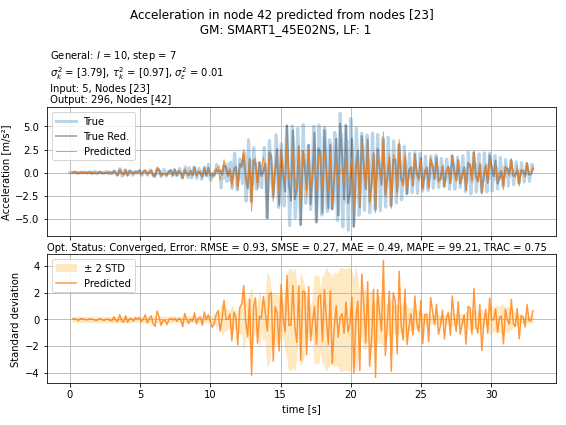 Acceleration in node 42 predicted from nodes [23]
GM: SMART1_45E02NS, LF: 1
General: l = 10, step = 7
σ²ₖ = [3.79], τ²ₖ = [0.97], σ²ε = 0.01
Input: 5, Nodes [23]
Output: 296, Nodes [42]
Acceleration [m/s²]
5.0
2.5
0.0
−2.5
−5.0
True
True Red.
Predicted
Opt. Status: Converged, Error: RMSE = 0.93, SMSE = 0.27, MAE = 0.49, MAPE = 99.21, TRAC = 0.75
Standard deviation
4
2
0
−2
−4
± 2 STD
Predicted
0 5 10 15 20 25 30
time [s]